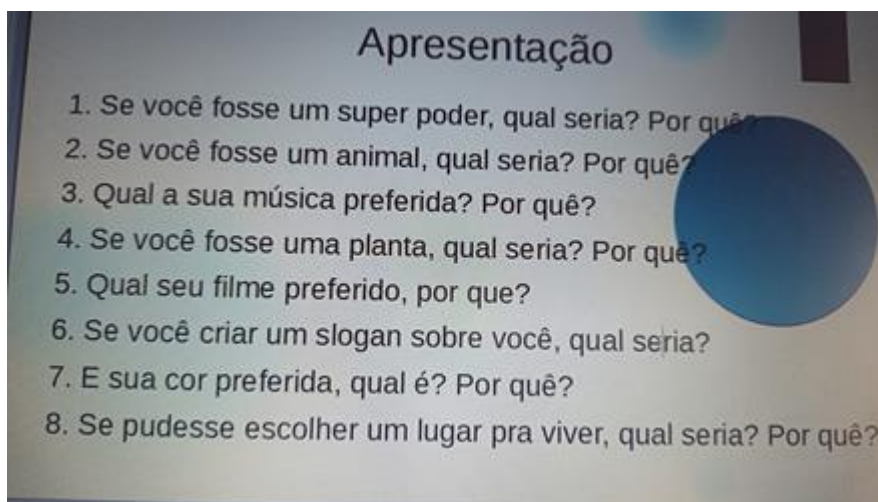 Apresentação
1. Se você fosse um super poder, qual seria? Por quê?
2. Se você fosse um animal, qual seria? Por quê?
3. Qual a sua música preferida? Por quê?
4. Se você fosse uma planta, qual seria? Por quê?
5. Qual seu filme preferido, por que?
6. Se você criar um slogan sobre você, qual seria?
7. E sua cor preferida, qual é? Por quê?
8. Se pudesse escolher um lugar pra viver, qual seria? Por quê?